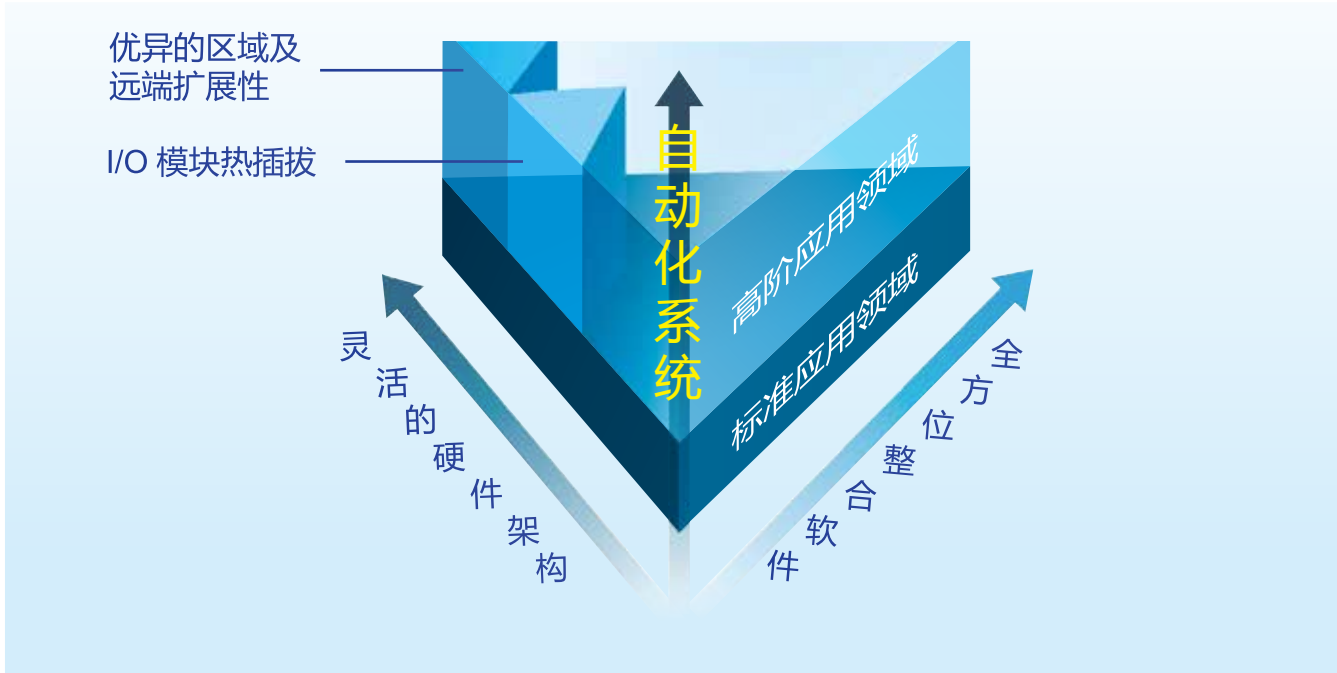 优异的区域及
远端扩展性
I/O 模块热插拔
自动化系统
高阶应用领域
标准应用领域
灵活的硬件架构
全方位整合软件